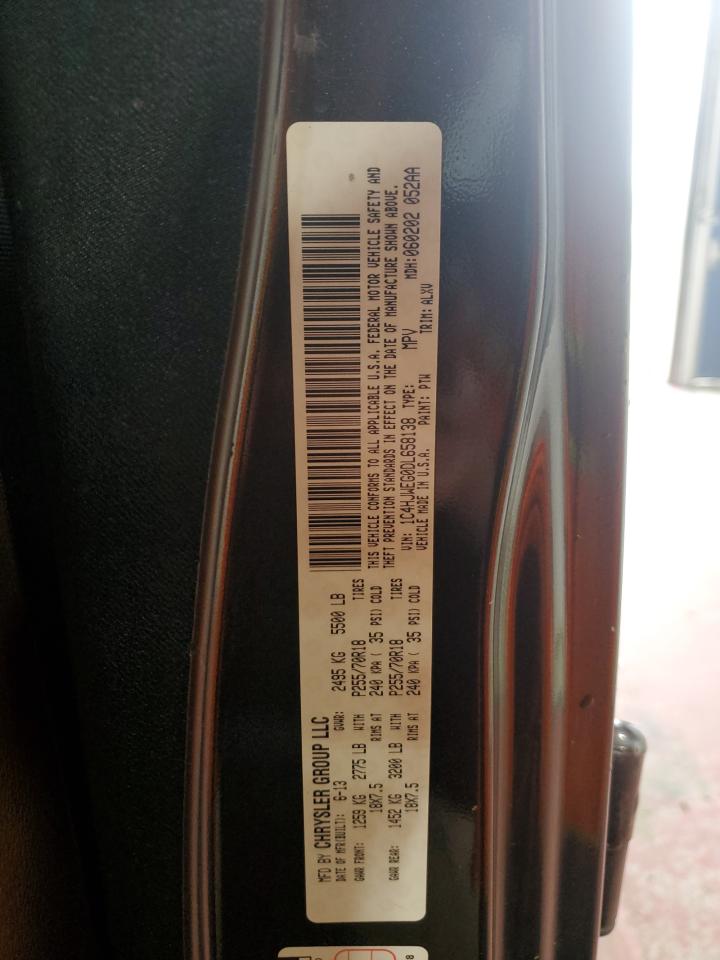 MFD BY CHRYSLER GROUP LLC
DATE OF MFR(BUILT): 6-13 GVWR: 2495 KG 5500 LB
GAWR FRONT: 1259 KG 2775 LB WITH P255/70R18 TIRES
18X7.5 RIMS AT 240 KPA ( 35 PSI) COLD
GAWR REAR: 1452 KG 3200 LB WITH P255/70R18 TIRES
18X7.5 RIMS AT 240 KPA ( 35 PSI) COLD
THIS VEHICLE CONFORMS TO ALL APPLICABLE U.S.A. FEDERAL MOTOR VEHICLE SAFETY AND
THEFT PREVENTION STANDARDS IN EFFECT ON THE DATE OF MANUFACTURE SHOWN ABOVE.
VIN: 1C4HJWEG0DL658138 TYPE: MPV MDH:060202 052AA
VEHICLE MADE IN U.S.A. PAINT: PTW TRIM: ALXV